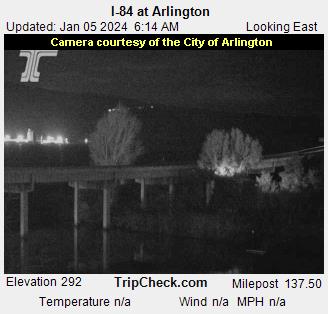 I-84 at Arlington
Updated: Jan 05 2024 6:14 AM Looking East
Camera courtesy of the City of Arlington
Elevation 292 TripCheck.com Milepost 137.50
Temperature n/a Wind n/a MPH n/a